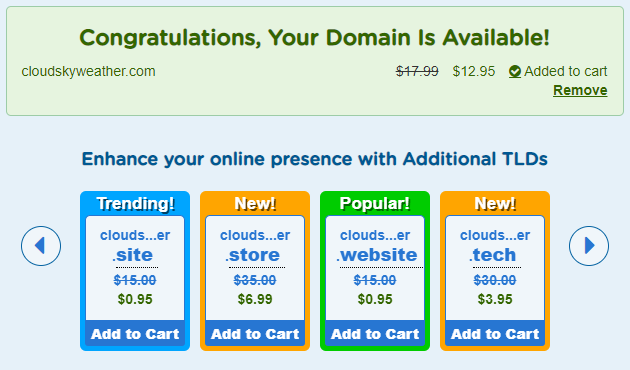 Congratulations, Your Domain Is Available!
cloudskyweather.com $17.99 $12.95 Added to cart
Remove
Enhance your online presence with Additional TLDs
Trending! New! Popular! New!
clouds...er clouds...er clouds...er clouds...er
.site .store .website .tech
$15.00 $35.00 $15.00 $30.00
$0.95 $6.99 $0.95 $3.95
Add to Cart Add to Cart Add to Cart Add to Cart